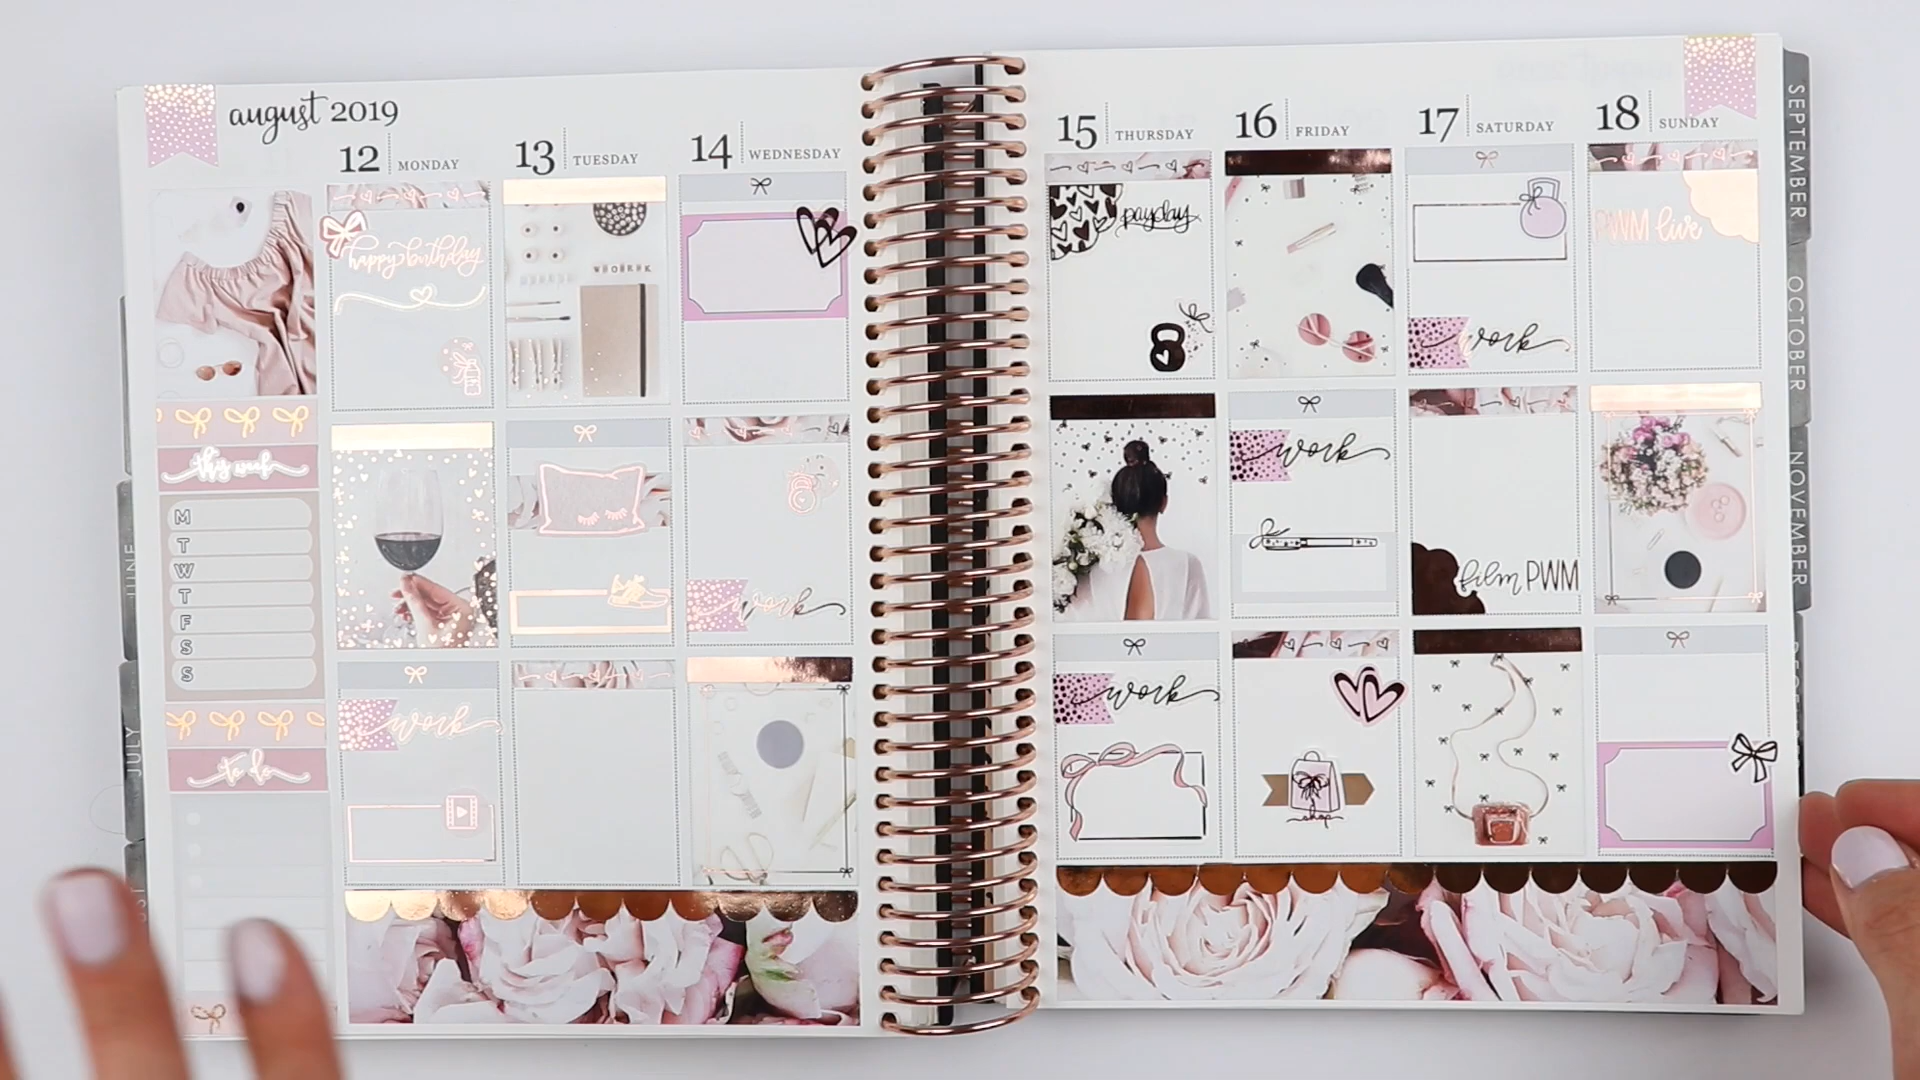 august 2019
12 MONDAY
13 TUESDAY
14 WEDNESDAY
15 THURSDAY
16 FRIDAY
17 SATURDAY
18 SUNDAY
this week
M
T
W
T
F
S
S
to do
happy birthday
work
work
payday
work
work
shop
work
film PWM
PWM live
JUNE
JULY
SEPTEMBER
OCTOBER
NOVEMBER